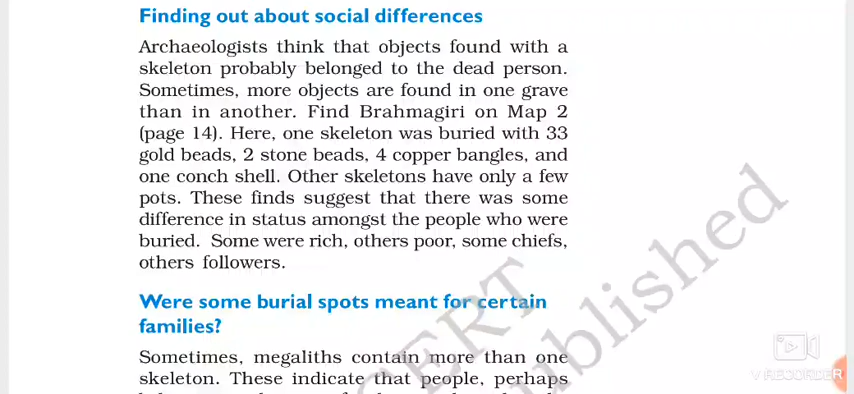 Finding out about social differences
Archaeologists think that objects found with a
skeleton probably belonged to the dead person.
Sometimes, more objects are found in one grave
than in another. Find Brahmagiri on Map 2
(page 14). Here, one skeleton was buried with 33
gold beads, 2 stone beads, 4 copper bangles, and
one conch shell. Other skeletons have only a few
pots. These finds suggest that there was some
difference in status amongst the people who were
buried. Some were rich, others poor, some chiefs,
others followers.
Were some burial spots meant for certain
families?
Sometimes, megaliths contain more than one
skeleton. These indicate that people, perhaps
CERT
ublished
V RECORDER